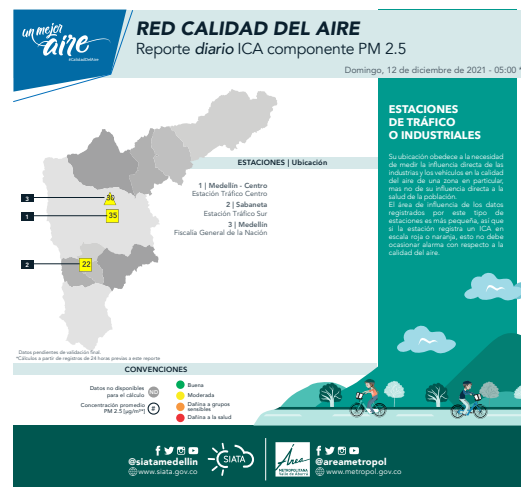 un mejor
aire
#CalidadDelAire
RED CALIDAD DEL AIRE
Reporte diario ICA componente PM 2.5
Domingo, 12 de diciembre de 2021 - 05:00 *
ESTACIONES
DE TRÁFICO
O INDUSTRIALES
Su ubicación obedece a la necesidad
de medir la influencia directa de las
industrias y los vehículos en la calidad
del aire de una zona en particular,
mas no de su influencia directa a la
salud de la población.
El área de influencia de los datos
registrados por este tipo de
estaciones es más pequeña, así que
si la estación registra un ICA en
escala roja o naranja, esto no debe
ocasionar alarma con respecto a la
calidad del aire.
ESTACIONES | Ubicación
1 | Medellín - Centro
Estación Tráfico Centro
2 | Sabaneta
Estación Tráfico Sur
3 | Medellín
Fiscalía General de la Nación
3
30
1
35
2
22
Datos pendientes de validación final.
*Cálculos a partir de registros de 24 horas previas a este reporte
CONVENCIONES
Datos no disponibles
para el cálculo
Concentración promedio
PM 2.5 [µg/m³]
#
Buena
Moderada
Dañina a grupos
sensibles
Dañina a la salud
@siatamedellin
www.siata.gov.co
SIATA
Área
METROPOLITANA
Valle de Aburrá
@areametropol
www.metropol.gov.co